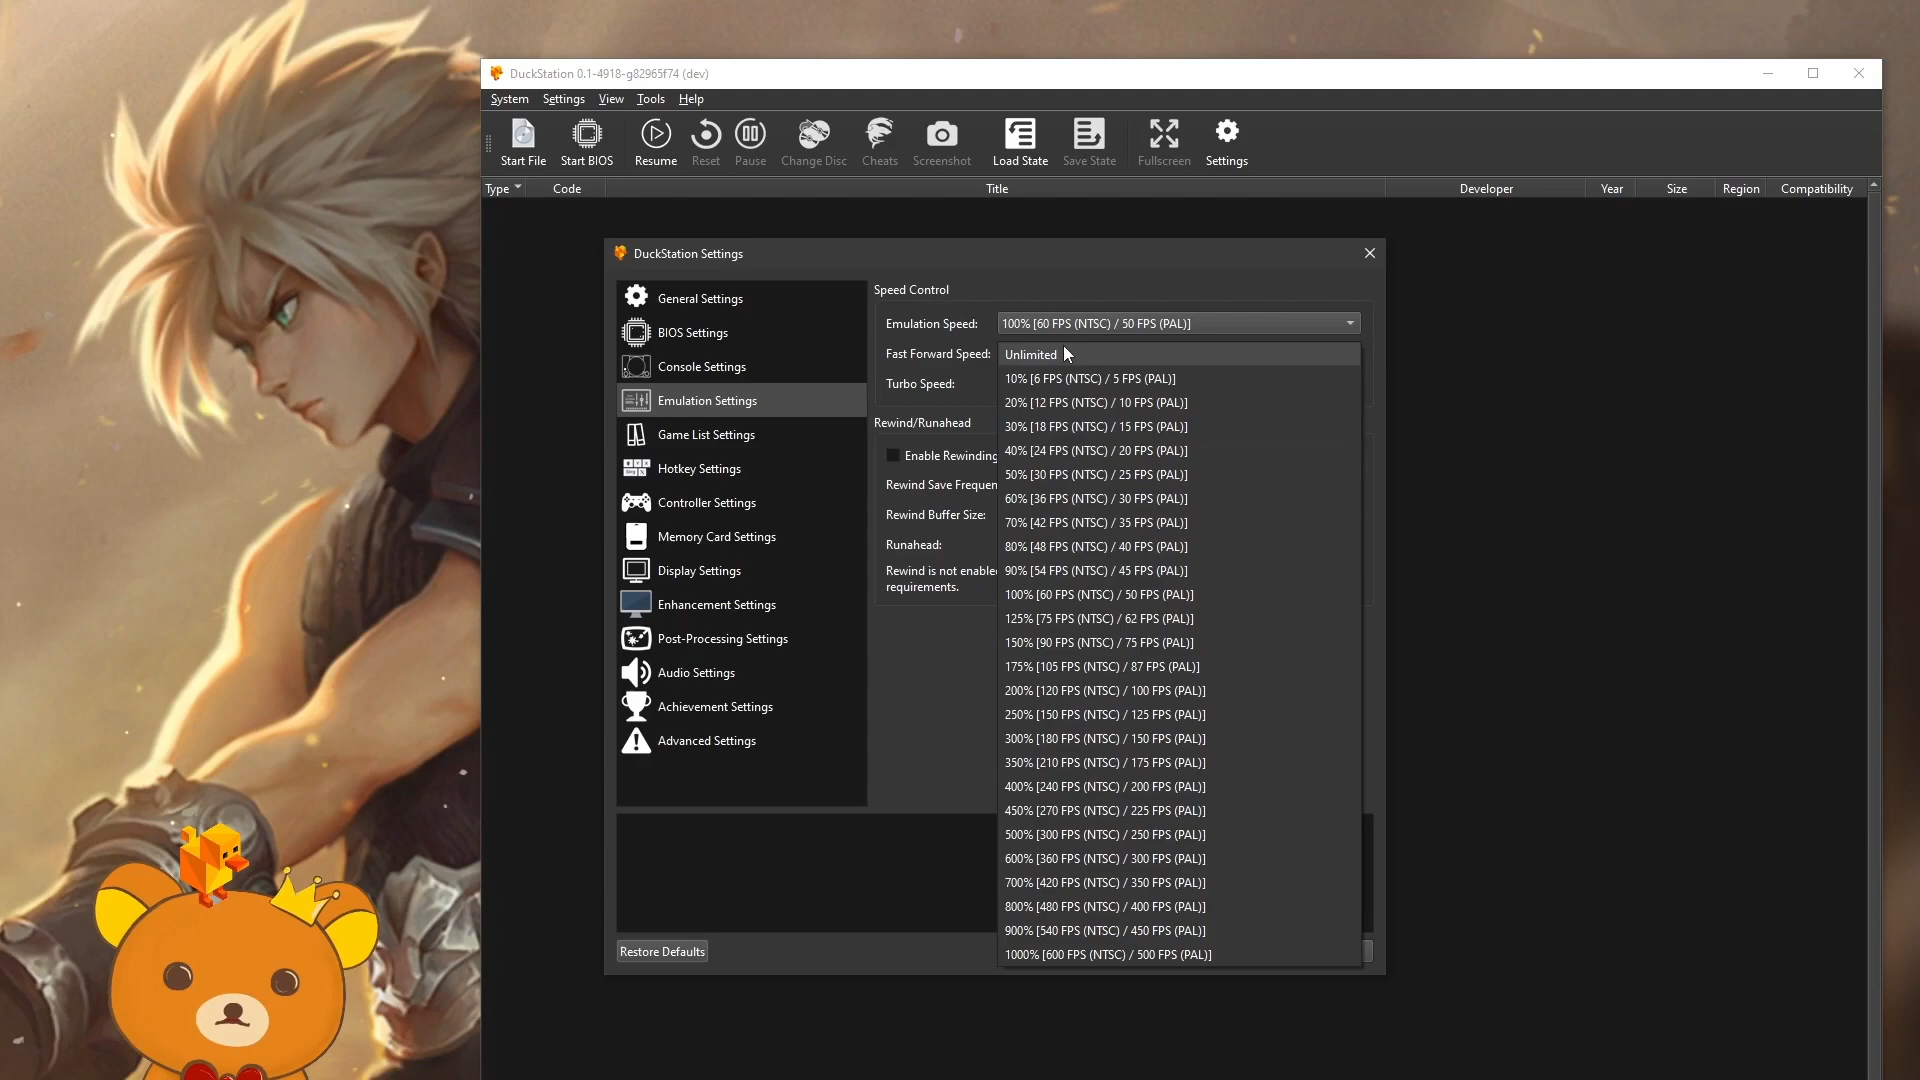 DuckStation 0.1-4918-g82965f74 (dev)
System Settings View Tools Help
Start File Start BIOS Resume Reset Pause Change Disc Cheats Screenshot Load State Save State Fullscreen Settings
Type Code Title Developer Year Size Region Compatibility
DuckStation Settings
General Settings
BIOS Settings
Console Settings
Emulation Settings
Game List Settings
Hotkey Settings
Controller Settings
Memory Card Settings
Display Settings
Enhancement Settings
Post-Processing Settings
Audio Settings
Achievement Settings
Advanced Settings
Speed Control
Emulation Speed: 100% [60 FPS (NTSC) / 50 FPS (PAL)]
Fast Forward Speed:
Turbo Speed:
Rewind/Runahead
Enable Rewinding
Rewind Save Frequen
Rewind Buffer Size:
Runahead:
Rewind is not enable
requirements.
Unlimited
10% [6 FPS (NTSC) / 5 FPS (PAL)]
20% [12 FPS (NTSC) / 10 FPS (PAL)]
30% [18 FPS (NTSC) / 15 FPS (PAL)]
40% [24 FPS (NTSC) / 20 FPS (PAL)]
50% [30 FPS (NTSC) / 25 FPS (PAL)]
60% [36 FPS (NTSC) / 30 FPS (PAL)]
70% [42 FPS (NTSC) / 35 FPS (PAL)]
80% [48 FPS (NTSC) / 40 FPS (PAL)]
90% [54 FPS (NTSC) / 45 FPS (PAL)]
100% [60 FPS (NTSC) / 50 FPS (PAL)]
125% [75 FPS (NTSC) / 62 FPS (PAL)]
150% [90 FPS (NTSC) / 75 FPS (PAL)]
175% [105 FPS (NTSC) / 87 FPS (PAL)]
200% [120 FPS (NTSC) / 100 FPS (PAL)]
250% [150 FPS (NTSC) / 125 FPS (PAL)]
300% [180 FPS (NTSC) / 150 FPS (PAL)]
350% [210 FPS (NTSC) / 175 FPS (PAL)]
400% [240 FPS (NTSC) / 200 FPS (PAL)]
450% [270 FPS (NTSC) / 225 FPS (PAL)]
500% [300 FPS (NTSC) / 250 FPS (PAL)]
600% [360 FPS (NTSC) / 300 FPS (PAL)]
700% [420 FPS (NTSC) / 350 FPS (PAL)]
800% [480 FPS (NTSC) / 400 FPS (PAL)]
900% [540 FPS (NTSC) / 450 FPS (PAL)]
1000% [600 FPS (NTSC) / 500 FPS (PAL)]
Restore Defaults